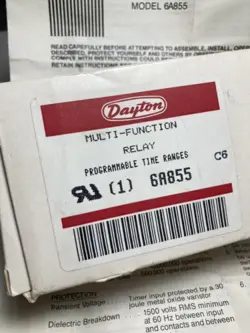 MODEL 6A855
READ CAREFULLY BEFORE ATTEMPTING TO ASSEMBLE, INSTALL,
DESCRIBED. PROTECT YOURSELF AND OTHERS BY
COMPLY WITH INSTRUCTIONS COULD
RETAIN INSTRUCTIONS
Dayton
MULTI-FUNCTION
RELAY
PROGRAMMABLE TIME RANGES
C6
(1) 6A855
PROTECTION
Transient Voltage
Timer input protected by a 30
joule metal oxide varistor
Dielectric Breakdown
1500 volts RMS minimum
at 60 Hz between input
and contacts and between